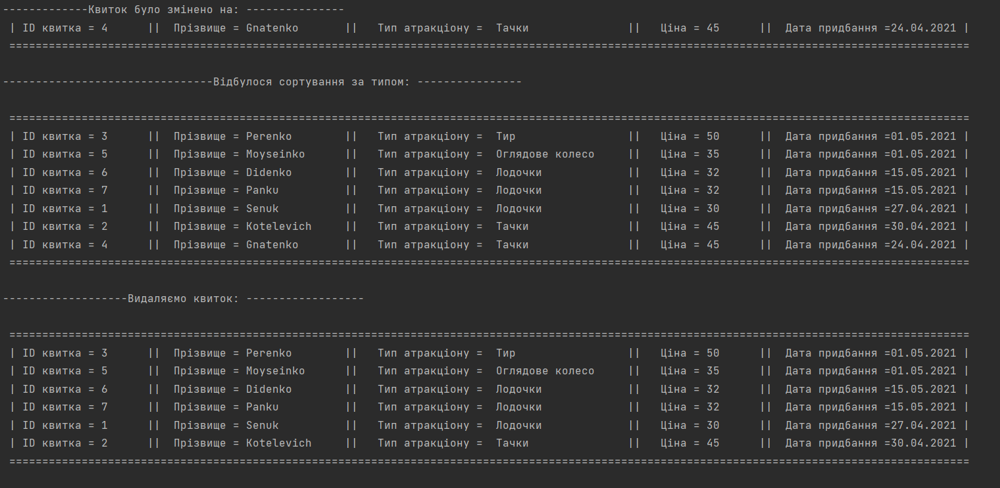 -------------Квиток було змінено на: ---------------
| ID квитка = 4 || Прізвище = Gnatenko || Тип атракціону = Тачки || Ціна = 45 || Дата придбання =24.04.2021 |
==================================================================================================================================================
--------------------------------Відбулося сортування за типом: ----------------
==================================================================================================================================================
| ID квитка = 3 || Прізвище = Perenko || Тип атракціону = Тир || Ціна = 50 || Дата придбання =01.05.2021 |
| ID квитка = 5 || Прізвище = Moyseinko || Тип атракціону = Оглядове колесо || Ціна = 35 || Дата придбання =01.05.2021 |
| ID квитка = 6 || Прізвище = Didenko || Тип атракціону = Лодочки || Ціна = 32 || Дата придбання =15.05.2021 |
| ID квитка = 7 || Прізвище = Panku || Тип атракціону = Лодочки || Ціна = 32 || Дата придбання =15.05.2021 |
| ID квитка = 1 || Прізвище = Senuk || Тип атракціону = Лодочки || Ціна = 30 || Дата придбання =27.04.2021 |
| ID квитка = 2 || Прізвище = Kotelevich || Тип атракціону = Тачки || Ціна = 45 || Дата придбання =30.04.2021 |
| ID квитка = 4 || Прізвище = Gnatenko || Тип атракціону = Тачки || Ціна = 45 || Дата придбання =24.04.2021 |
==================================================================================================================================================
-------------------Видаляємо квиток: ------------------
==================================================================================================================================================
| ID квитка = 3 || Прізвище = Perenko || Тип атракціону = Тир || Ціна = 50 || Дата придбання =01.05.2021 |
| ID квитка = 5 || Прізвище = Moyseinko || Тип атракціону = Оглядове колесо || Ціна = 35 || Дата придбання =01.05.2021 |
| ID квитка = 6 || Прізвище = Didenko || Тип атракціону = Лодочки || Ціна = 32 || Дата придбання =15.05.2021 |
| ID квитка = 7 || Прізвище = Panku || Тип атракціону = Лодочки || Ціна = 32 || Дата придбання =15.05.2021 |
| ID квитка = 1 || Прізвище = Senuk || Тип атракціону = Лодочки || Ціна = 30 || Дата придбання =27.04.2021 |
| ID квитка = 2 || Прізвище = Kotelevich || Тип атракціону = Тачки || Ціна = 45 || Дата придбання =30.04.2021 |
==================================================================================================================================================